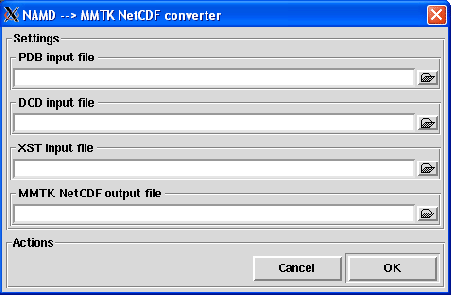 NAMD --> MMTK NetCDF converter
Settings
PDB input file
DCD input file
XST input file
MMTK NetCDF output file
Actions
Cancel OK